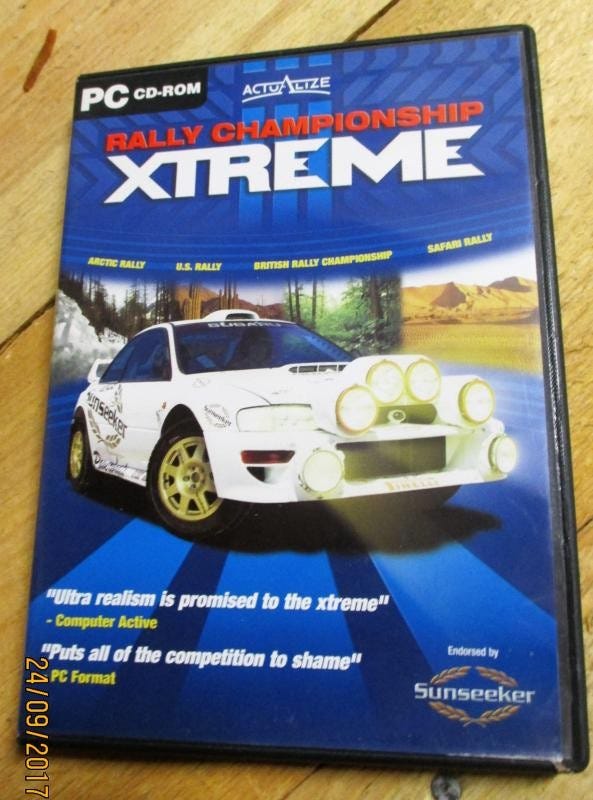 PC CD-ROM
ACTUALIZE
RALLY CHAMPIONSHIP
XTREME
ARCTIC RALLY
U.S. RALLY
BRITISH RALLY CHAMPIONSHIP
SAFARI RALLY
SUBARU
Sunseeker
Sunseeker
PIRELLI
"Ultra realism is promised to the xtreme"
- Computer Active
"Puts all of the competition to shame"
- PC Format
Endorsed by
Sunseeker
24/09/2017